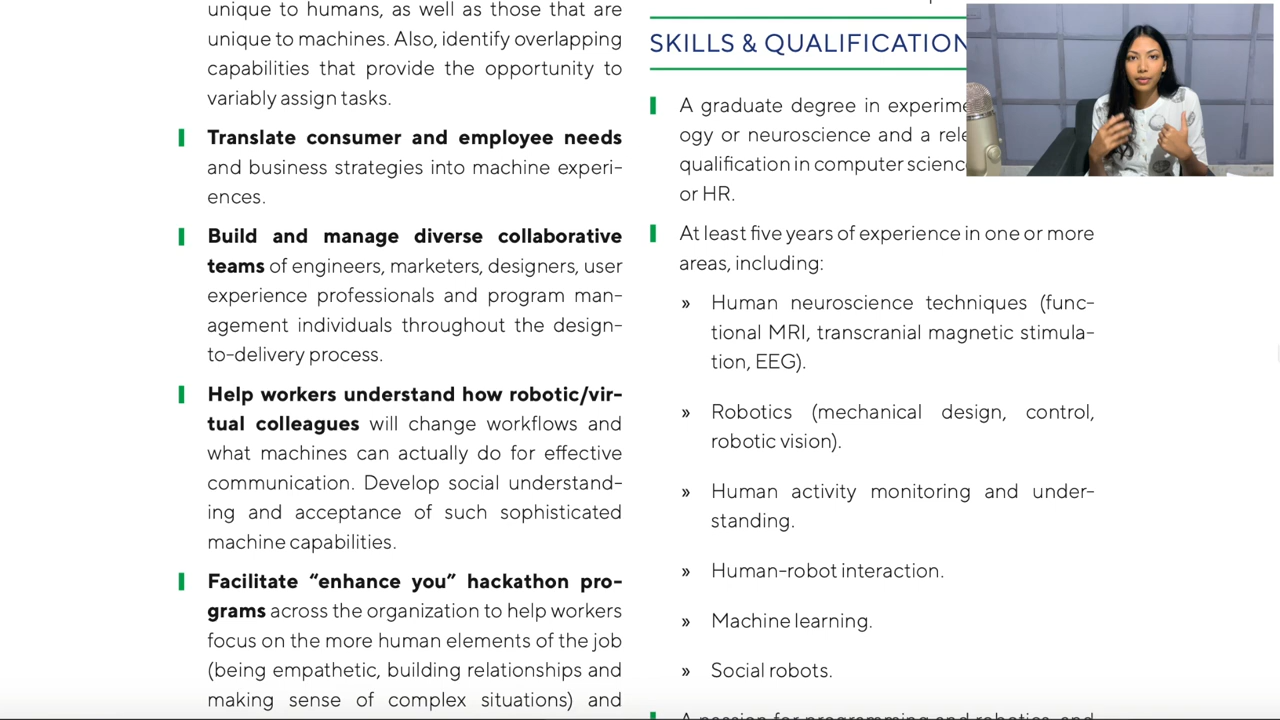 unique to humans, as well as those that are
unique to machines. Also, identify overlapping
capabilities that provide the opportunity to
variably assign tasks.
Translate consumer and employee needs
and business strategies into machine experi-
ences.
Build and manage diverse collaborative
teams of engineers, marketers, designers, user
experience professionals and program man-
agement individuals throughout the design-
to-delivery process.
Help workers understand how robotic/vir-
tual colleagues will change workflows and
what machines can actually do for effective
communication. Develop social understand-
ing and acceptance of such sophisticated
machine capabilities.
Facilitate “enhance you” hackathon pro-
grams across the organization to help workers
focus on the more human elements of the job
(being empathetic, building relationships and
making sense of complex situations) and
SKILLS & QUALIFICATION
A graduate degree in experime
ogy or neuroscience and a rele
qualification in computer science
or HR.
At least five years of experience in one or more
areas, including:
» Human neuroscience techniques (func-
tional MRI, transcranial magnetic stimula-
tion, EEG).
» Robotics (mechanical design, control,
robotic vision).
» Human activity monitoring and under-
standing.
» Human-robot interaction.
» Machine learning.
» Social robots.
A passion for programming and robotics, and